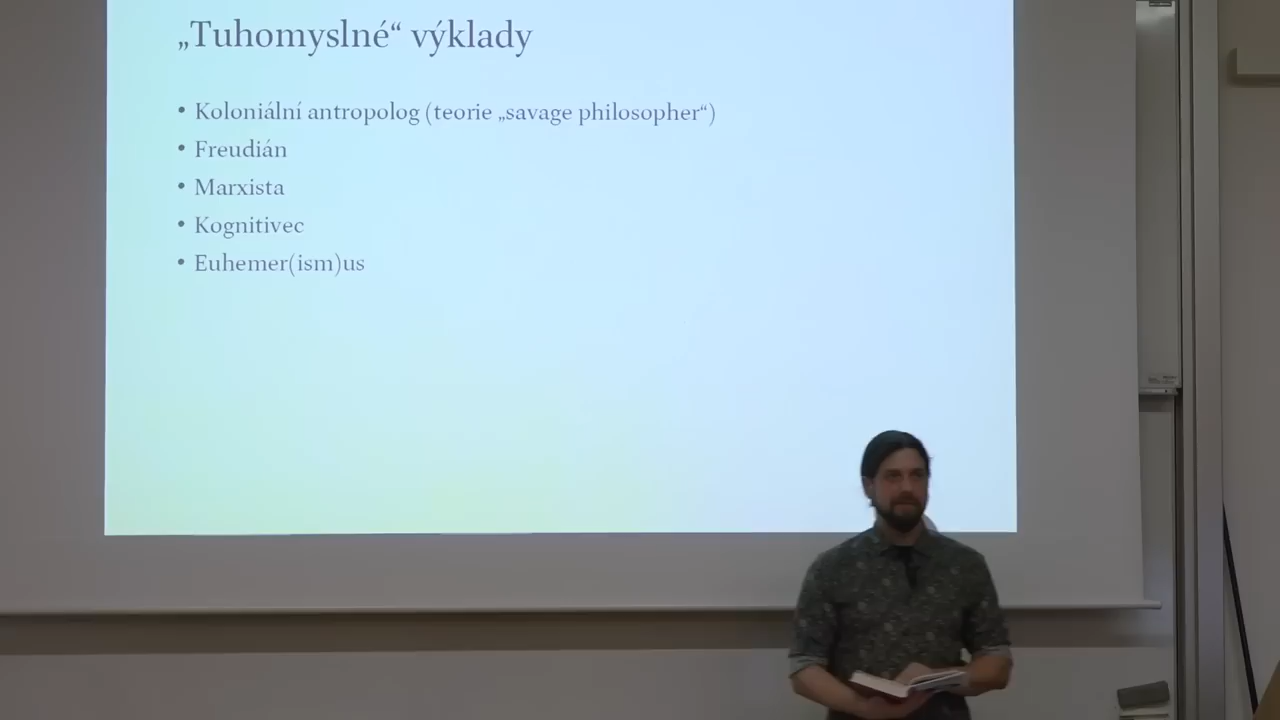 „Tuhomyslné“ výklady
• Koloniální antropolog (teorie „savage philosopher“)
• Freudián
• Marxista
• Kognitivec
• Euhemer(ism)us